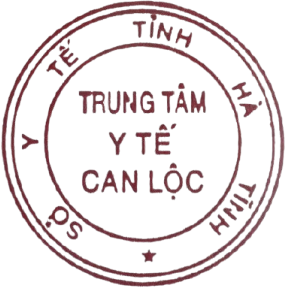 SỞ Y TẾ TỈNH HÀ TĨNH
TRUNG TÂM
Y TẾ
CAN LỘC